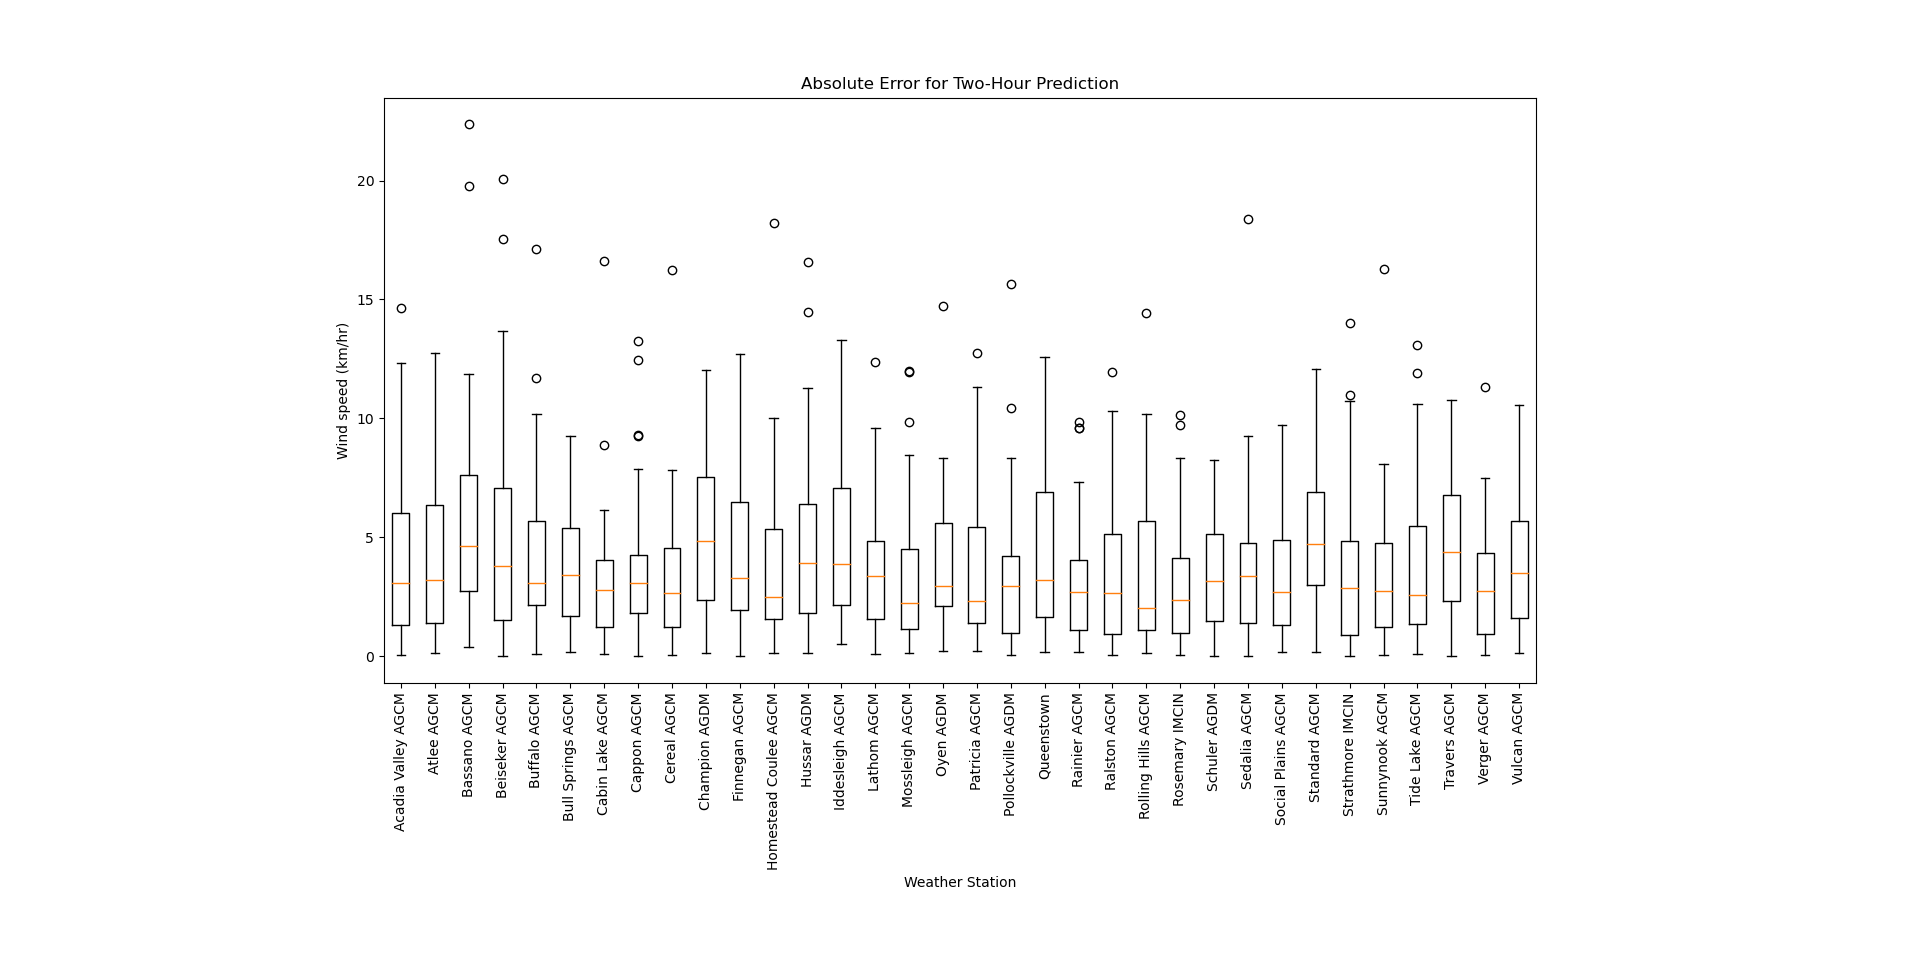 Absolute Error for Two-Hour Prediction
Wind speed (km/hr)
20
15
10
5
0
Acadia Valley AGCM
Atlee AGCM
Bassano AGCM
Beiseker AGCM
Buffalo AGCM
Bull Springs AGCM
Cabin Lake AGCM
Cappon AGCM
Cereal AGCM
Champion AGDM
Finnegan AGCM
Homestead Coulee AGCM
Hussar AGDM
Iddesleigh AGCM
Lathom AGCM
Mossleigh AGCM
Oyen AGDM
Patricia AGCM
Pollockville AGDM
Queenstown
Rainier AGCM
Ralston AGCM
Rolling Hills AGCM
Rosemary IMCIN
Schuler AGDM
Sedalia AGCM
Social Plains AGCM
Standard AGCM
Strathmore IMCIN
Sunnynook AGCM
Tide Lake AGCM
Travers AGCM
Verger AGCM
Vulcan AGCM
Weather Station